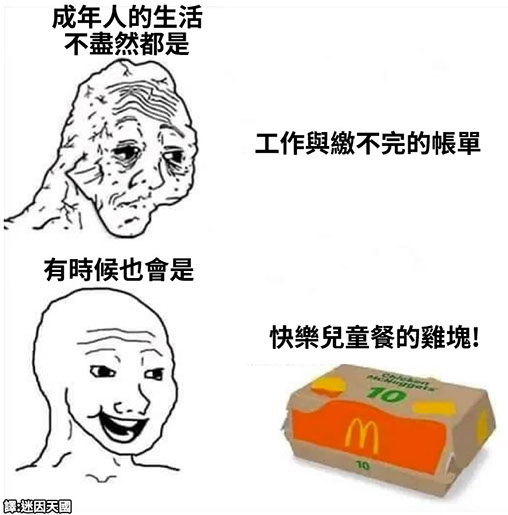 成年人的生活
不盡然都是
工作與繳不完的帳單
有時候也會是
快樂兒童餐的雞塊!
Chicken
McNuggets
10
10
譯:迷因天國